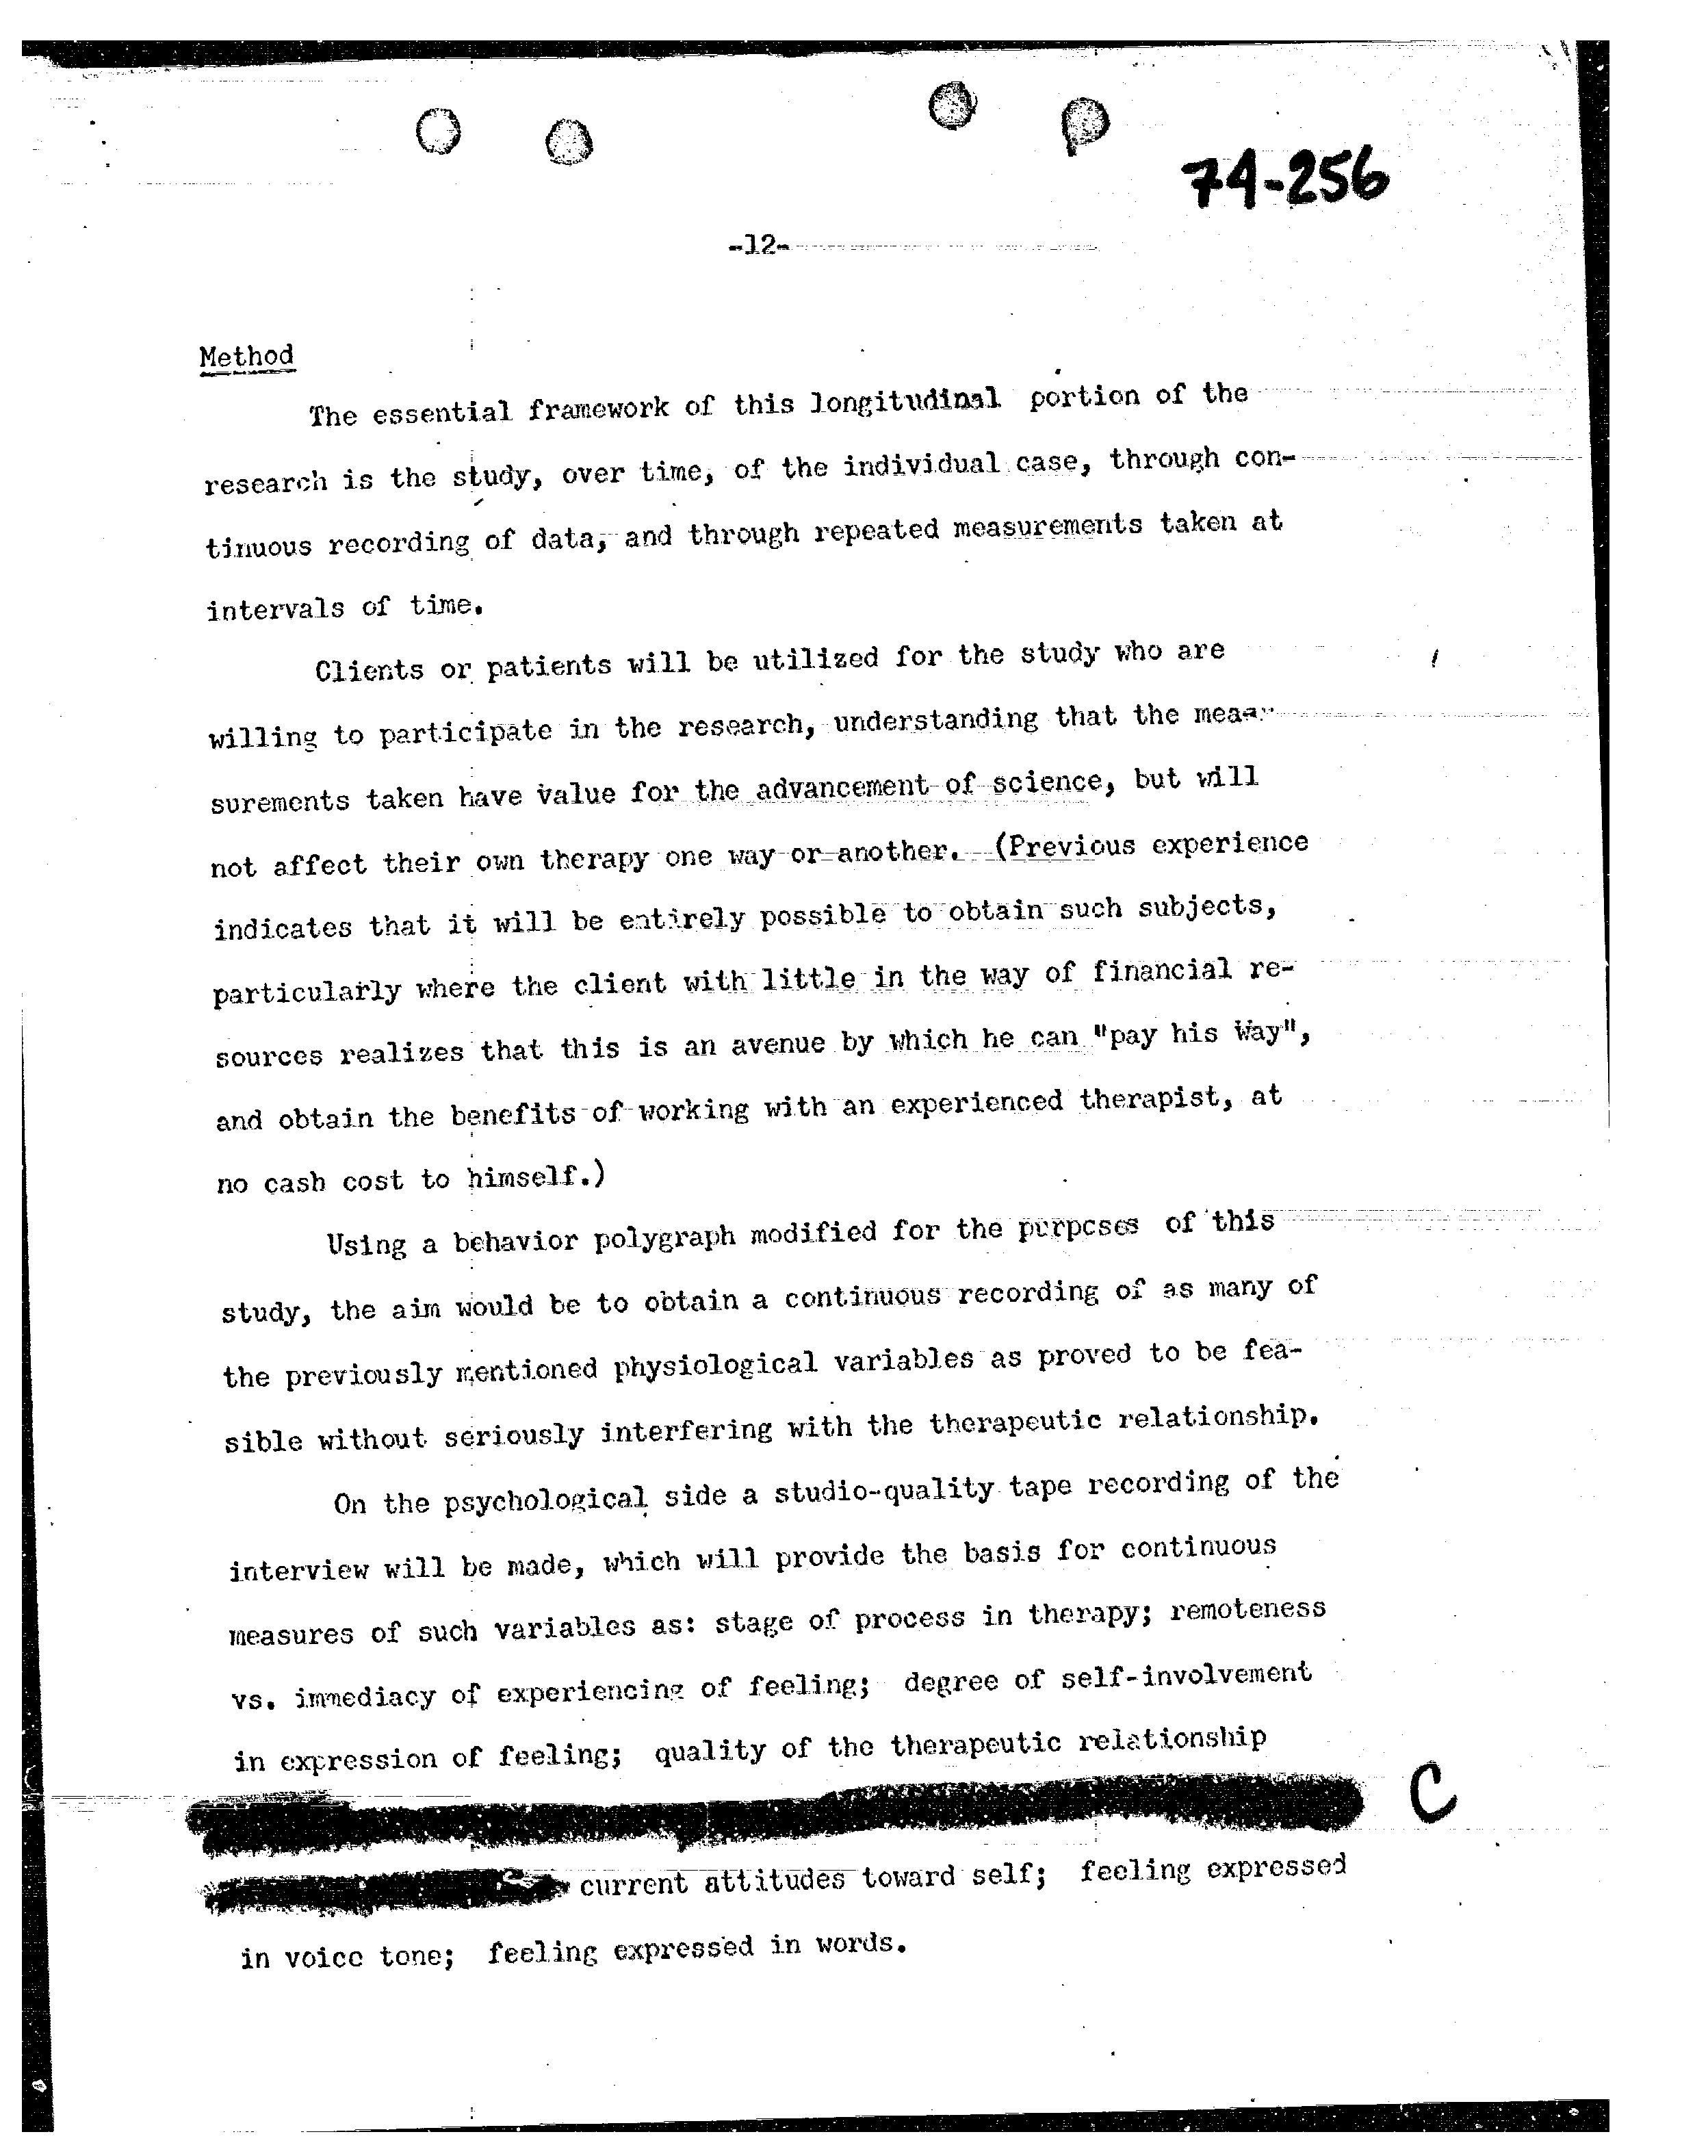 74-256
-12-
Method
The essential framework of this longitudinal portion of the
research is the study, over time, of the individual case, through con-
tinuous recording of data, and through repeated measurements taken at
intervals of time.
Clients or patients will be utilized for the study who are
willing to participate in the research, understanding that the mea-
surements taken have value for the advancement of science, but will
not affect their own therapy one way or another. (Previous experience
indicates that it will be entirely possible to obtain such subjects,
particularly where the client with little in the way of financial re-
sources realizes that this is an avenue by which he can "pay his way",
and obtain the benefits of working with an experienced therapist, at
no cash cost to himself.)
Using a behavior polygraph modified for the purposes of this
study, the aim would be to obtain a continuous recording of as many of
the previously mentioned physiological variables as proved to be fea-
sible without seriously interfering with the therapeutic relationship.
On the psychological side a studio-quality tape recording of the
interview will be made, which will provide the basis for continuous
measures of such variables as: stage of process in therapy; remoteness
vs. immediacy of experiencing of feeling; degree of self-involvement
in expression of feeling; quality of the therapeutic relationship
C
current attitudes toward self; feeling expressed
in voice tone; feeling expressed in words.